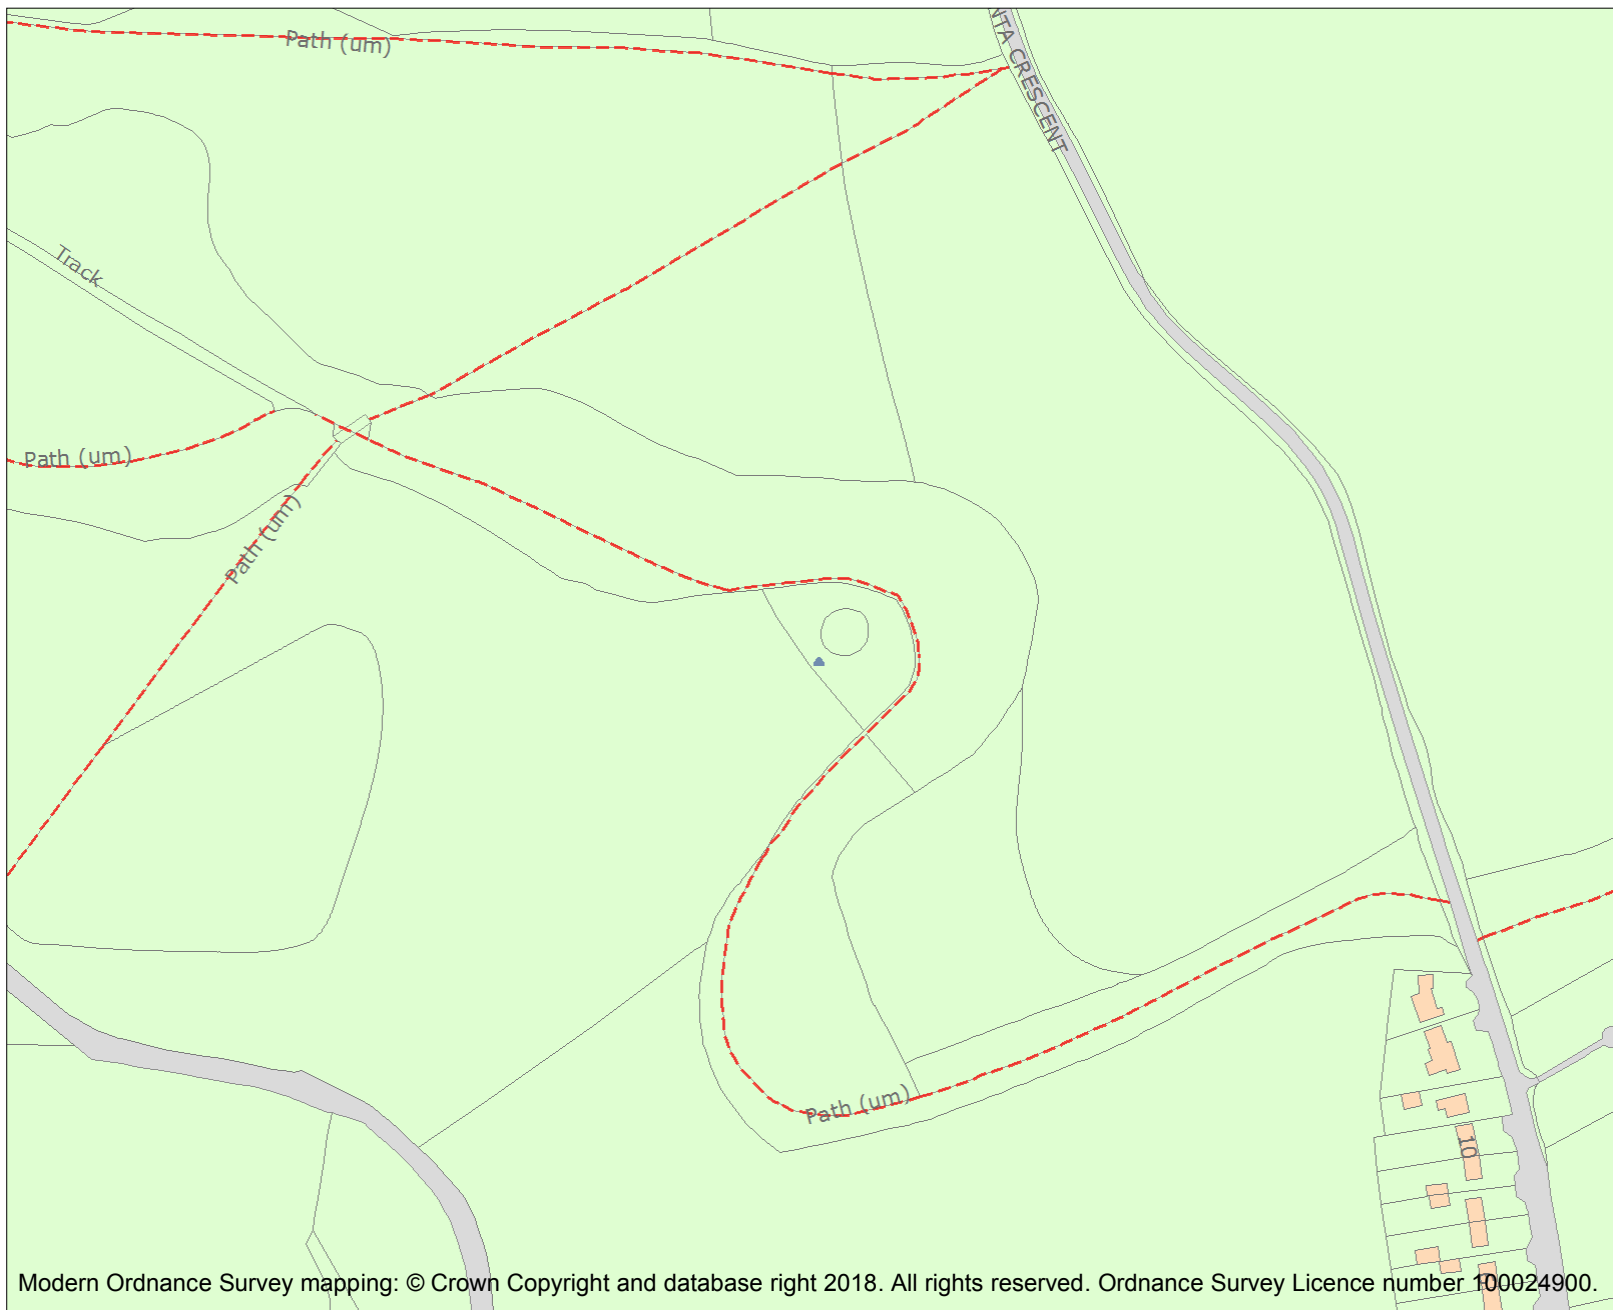 Path (um)
NTA CRESCENT
Track
Path (um)
Path (um)
Path (um)
10
Modern Ordnance Survey mapping: © Crown Copyright and database right 2018. All rights reserved. Ordnance Survey Licence number 100024900.